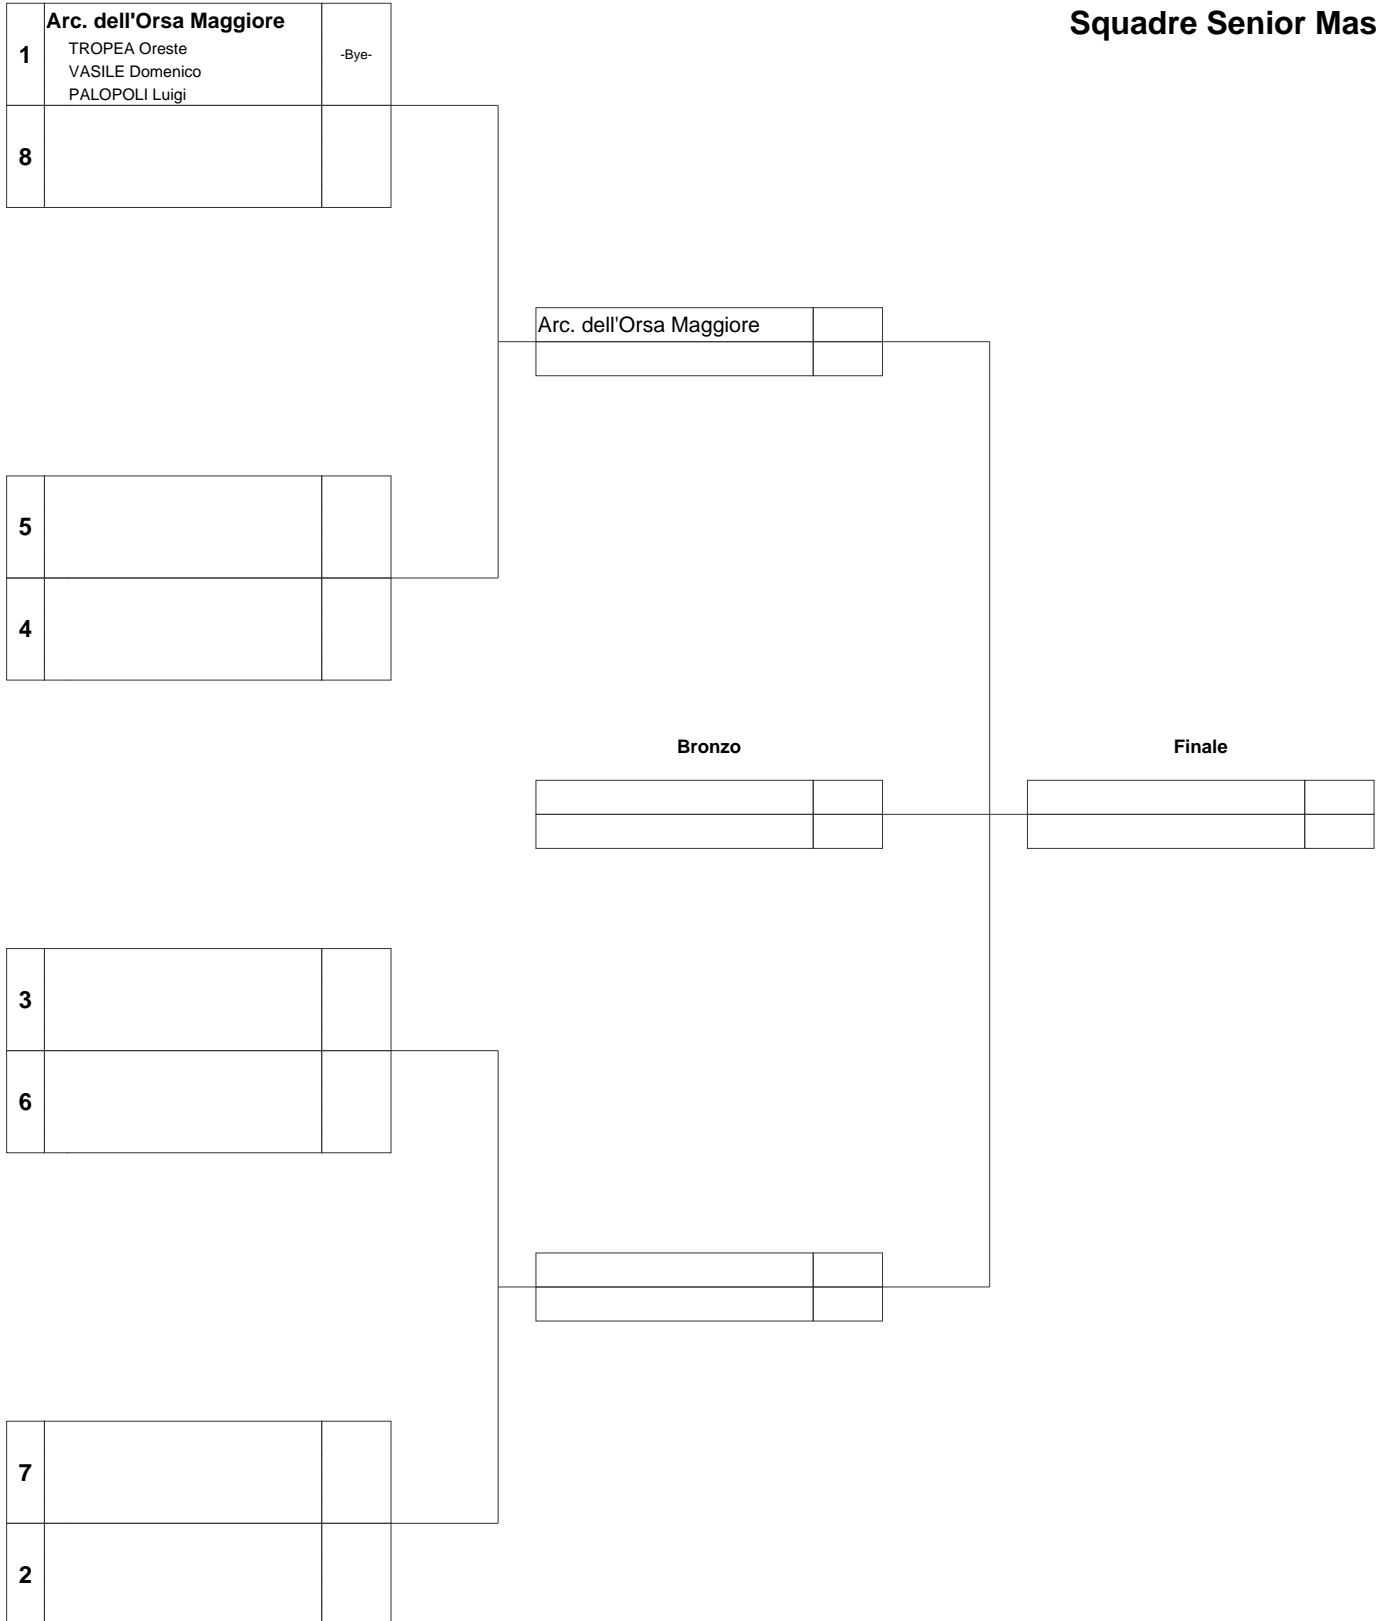 Squadre Senior Mas
Arc. dell'Orsa Maggiore
1
TROPEA Oreste
-Bye-
VASILE Domenico
PALOPOLI Luigi
8
Arc. dell'Orsa Maggiore
5
4
Bronzo
Finale
3
6
7
2